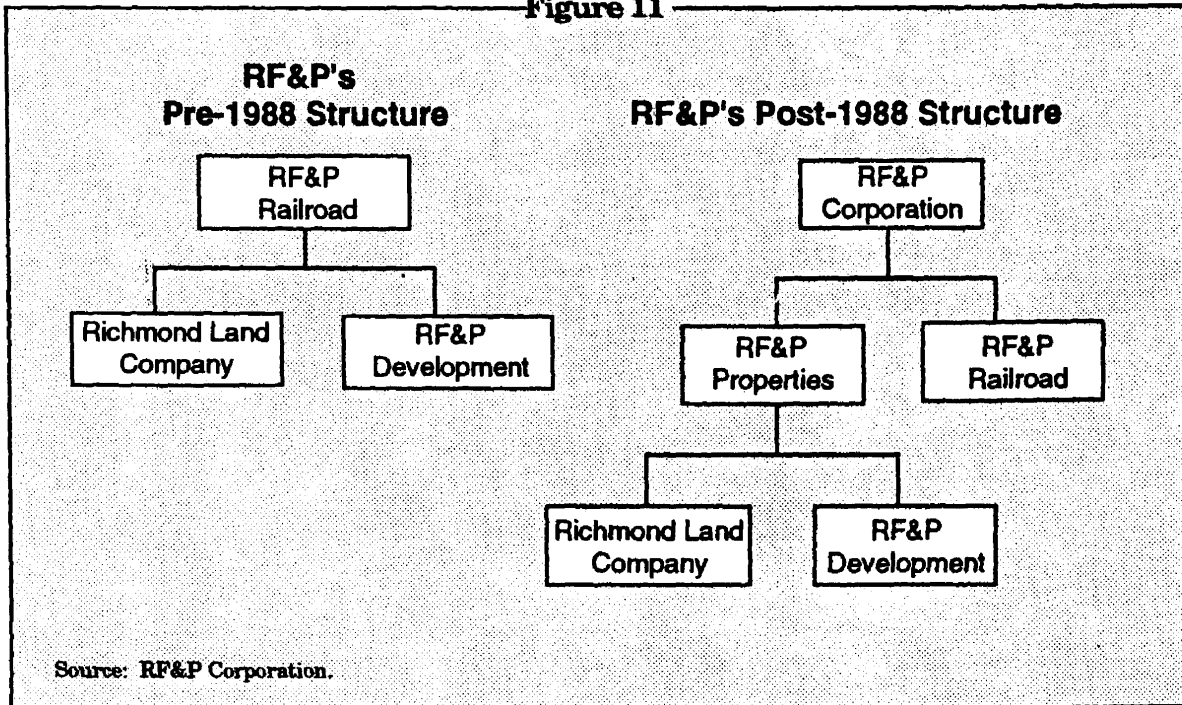 Figure 11
RF&P's
Pre-1988 Structure
RF&P
Railroad
Richmond Land
Company
RF&P
Development
RF&P's Post-1988 Structure
RF&P
Corporation
RF&P
Properties
RF&P
Railroad
Richmond Land
Company
RF&P
Development
Source: RF&P Corporation.